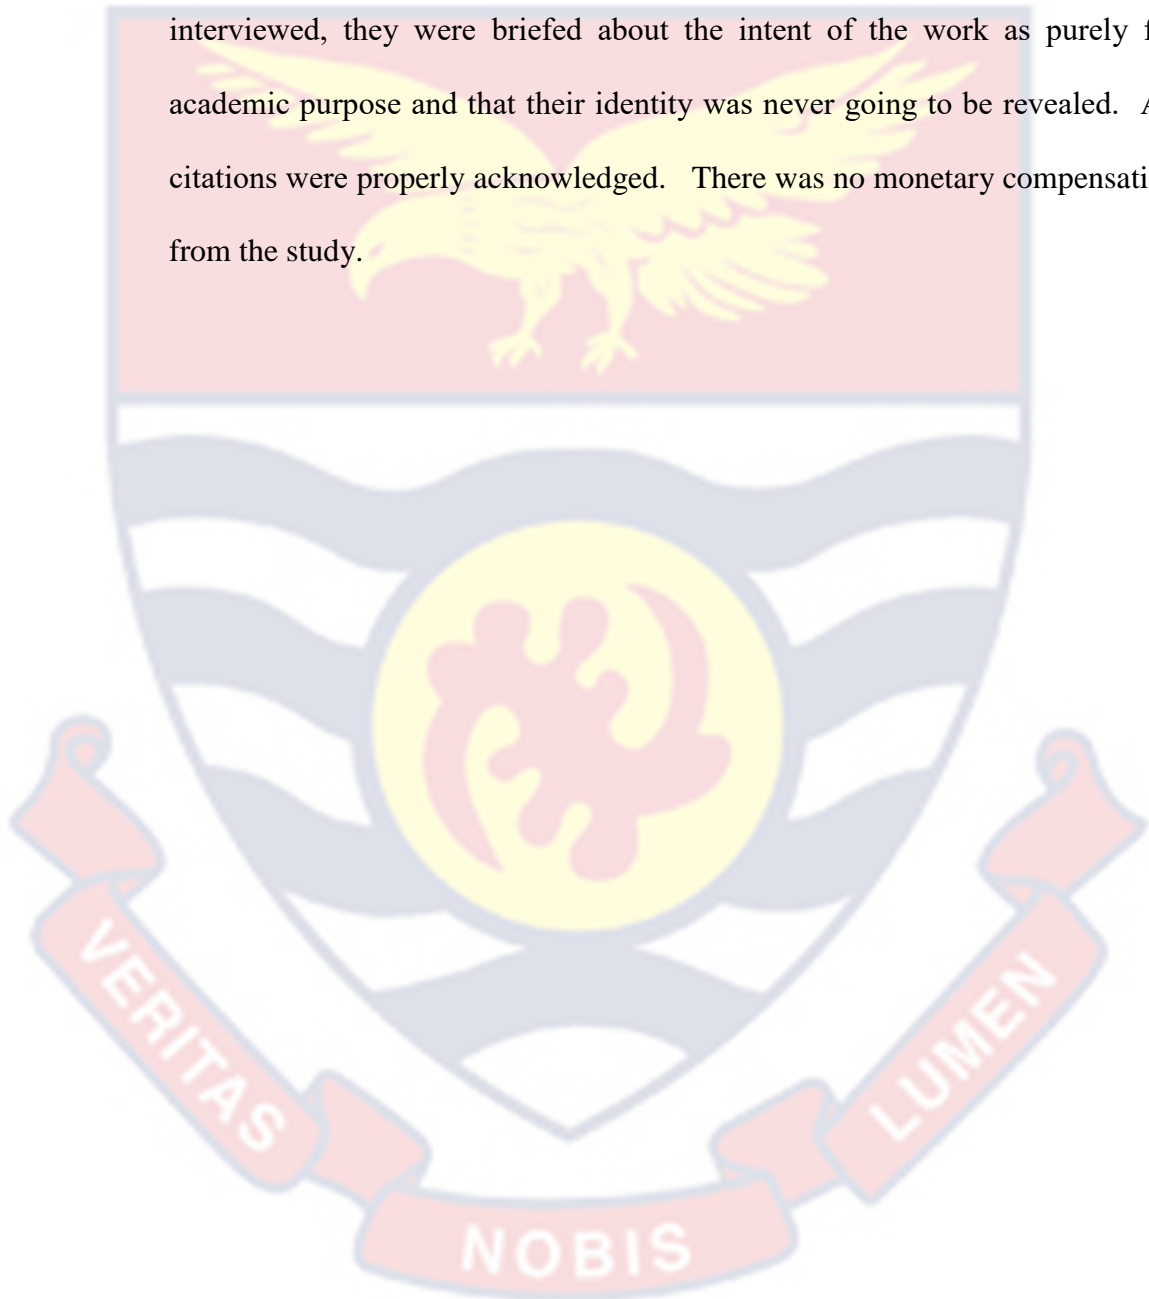 interviewed, they were briefed about the intent of the work as purely f
academic purpose and that their identity was never going to be revealed. A
citations were properly acknowledged. There was no monetary compensati
from the study.
VERITAS
NOBIS
LUMEN